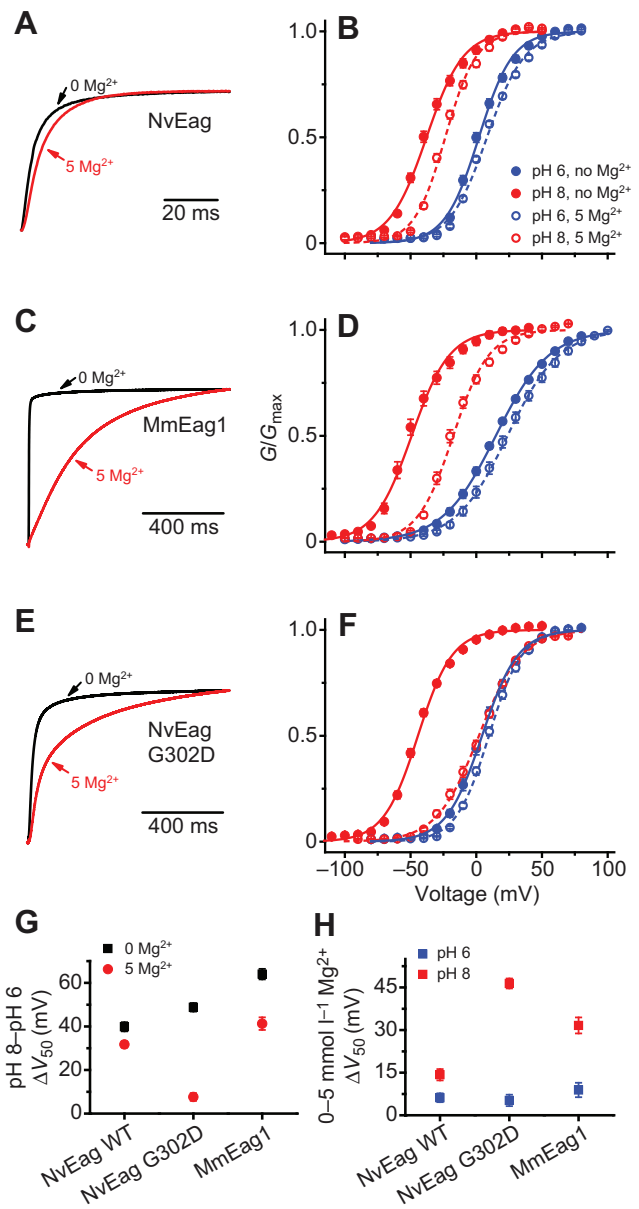 A
0 Mg²⁺
NvEag
5 Mg²⁺
20 ms
B
1.0
0.5
0
pH 6, no Mg²⁺
pH 8, no Mg²⁺
pH 6, 5 Mg²⁺
pH 8, 5 Mg²⁺
C
0 Mg²⁺
MmEag1
5 Mg²⁺
400 ms
D
1.0
0.5
0
G/Gmax
E
0 Mg²⁺
NvEag
G302D
5 Mg²⁺
400 ms
F
1.0
0.5
0
–100 –50 0 50 100
Voltage (mV)
G
0 Mg²⁺
5 Mg²⁺
pH 8–pH 6
ΔV₅₀ (mV)
60
40
20
0
NvEag WT
NvEag G302D
MmEag1
H
pH 6
pH 8
0–5 mmol l⁻¹ Mg²⁺
ΔV₅₀ (mV)
45
30
15
0
NvEag WT
NvEag G302D
MmEag1